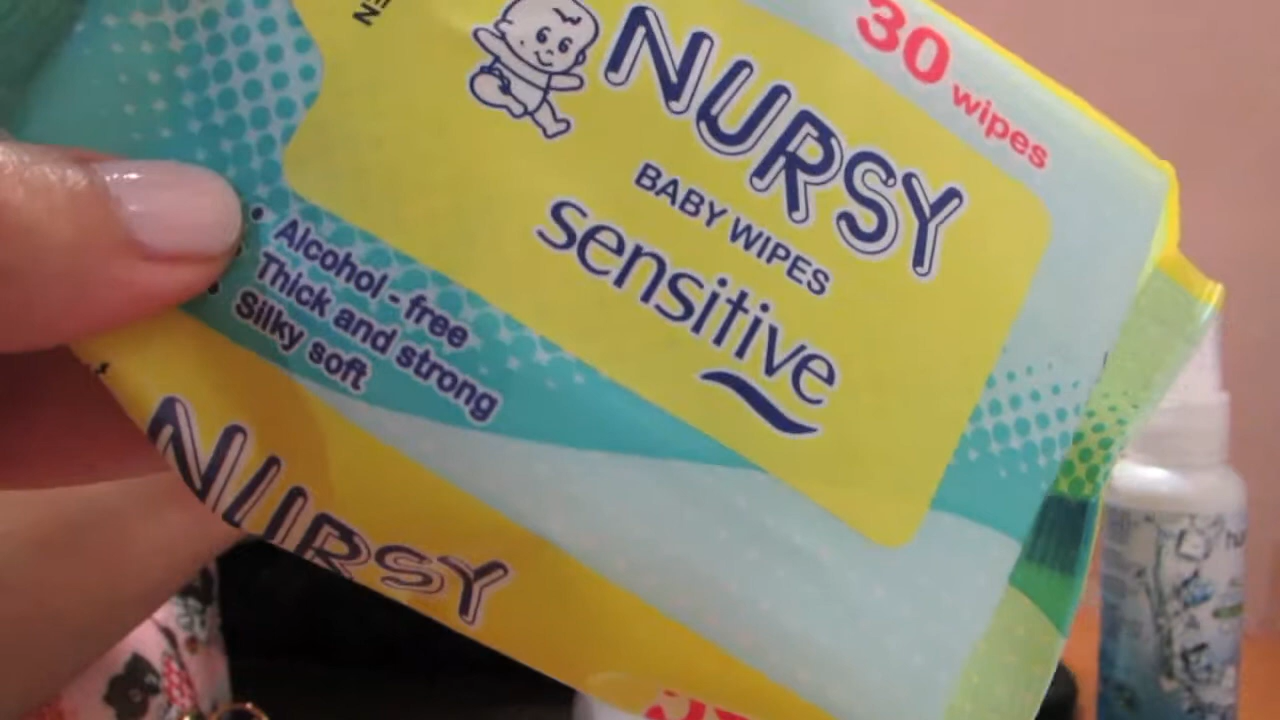 30 wipes
NURSY
BABY WIPES
sensitive
• Alcohol - free
Thick and strong
Silky soft
NURSY